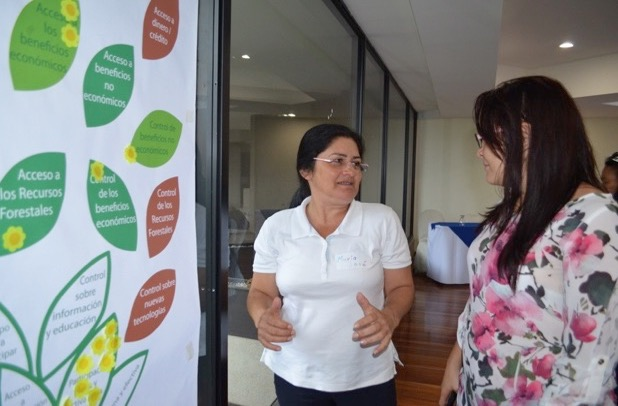 Acceso
de los
beneficios
económicos
Acceso a
dinero /
crédito
Acceso a
beneficios
no
económicos
Control de
beneficios
no
económicos
Acceso a
los Recursos
Forestales
Control
de los
beneficios
económicos
Control de
los
Recursos
Forestales
Control sobre
nuevas
tecnologías
Control
sobre
información
y educación